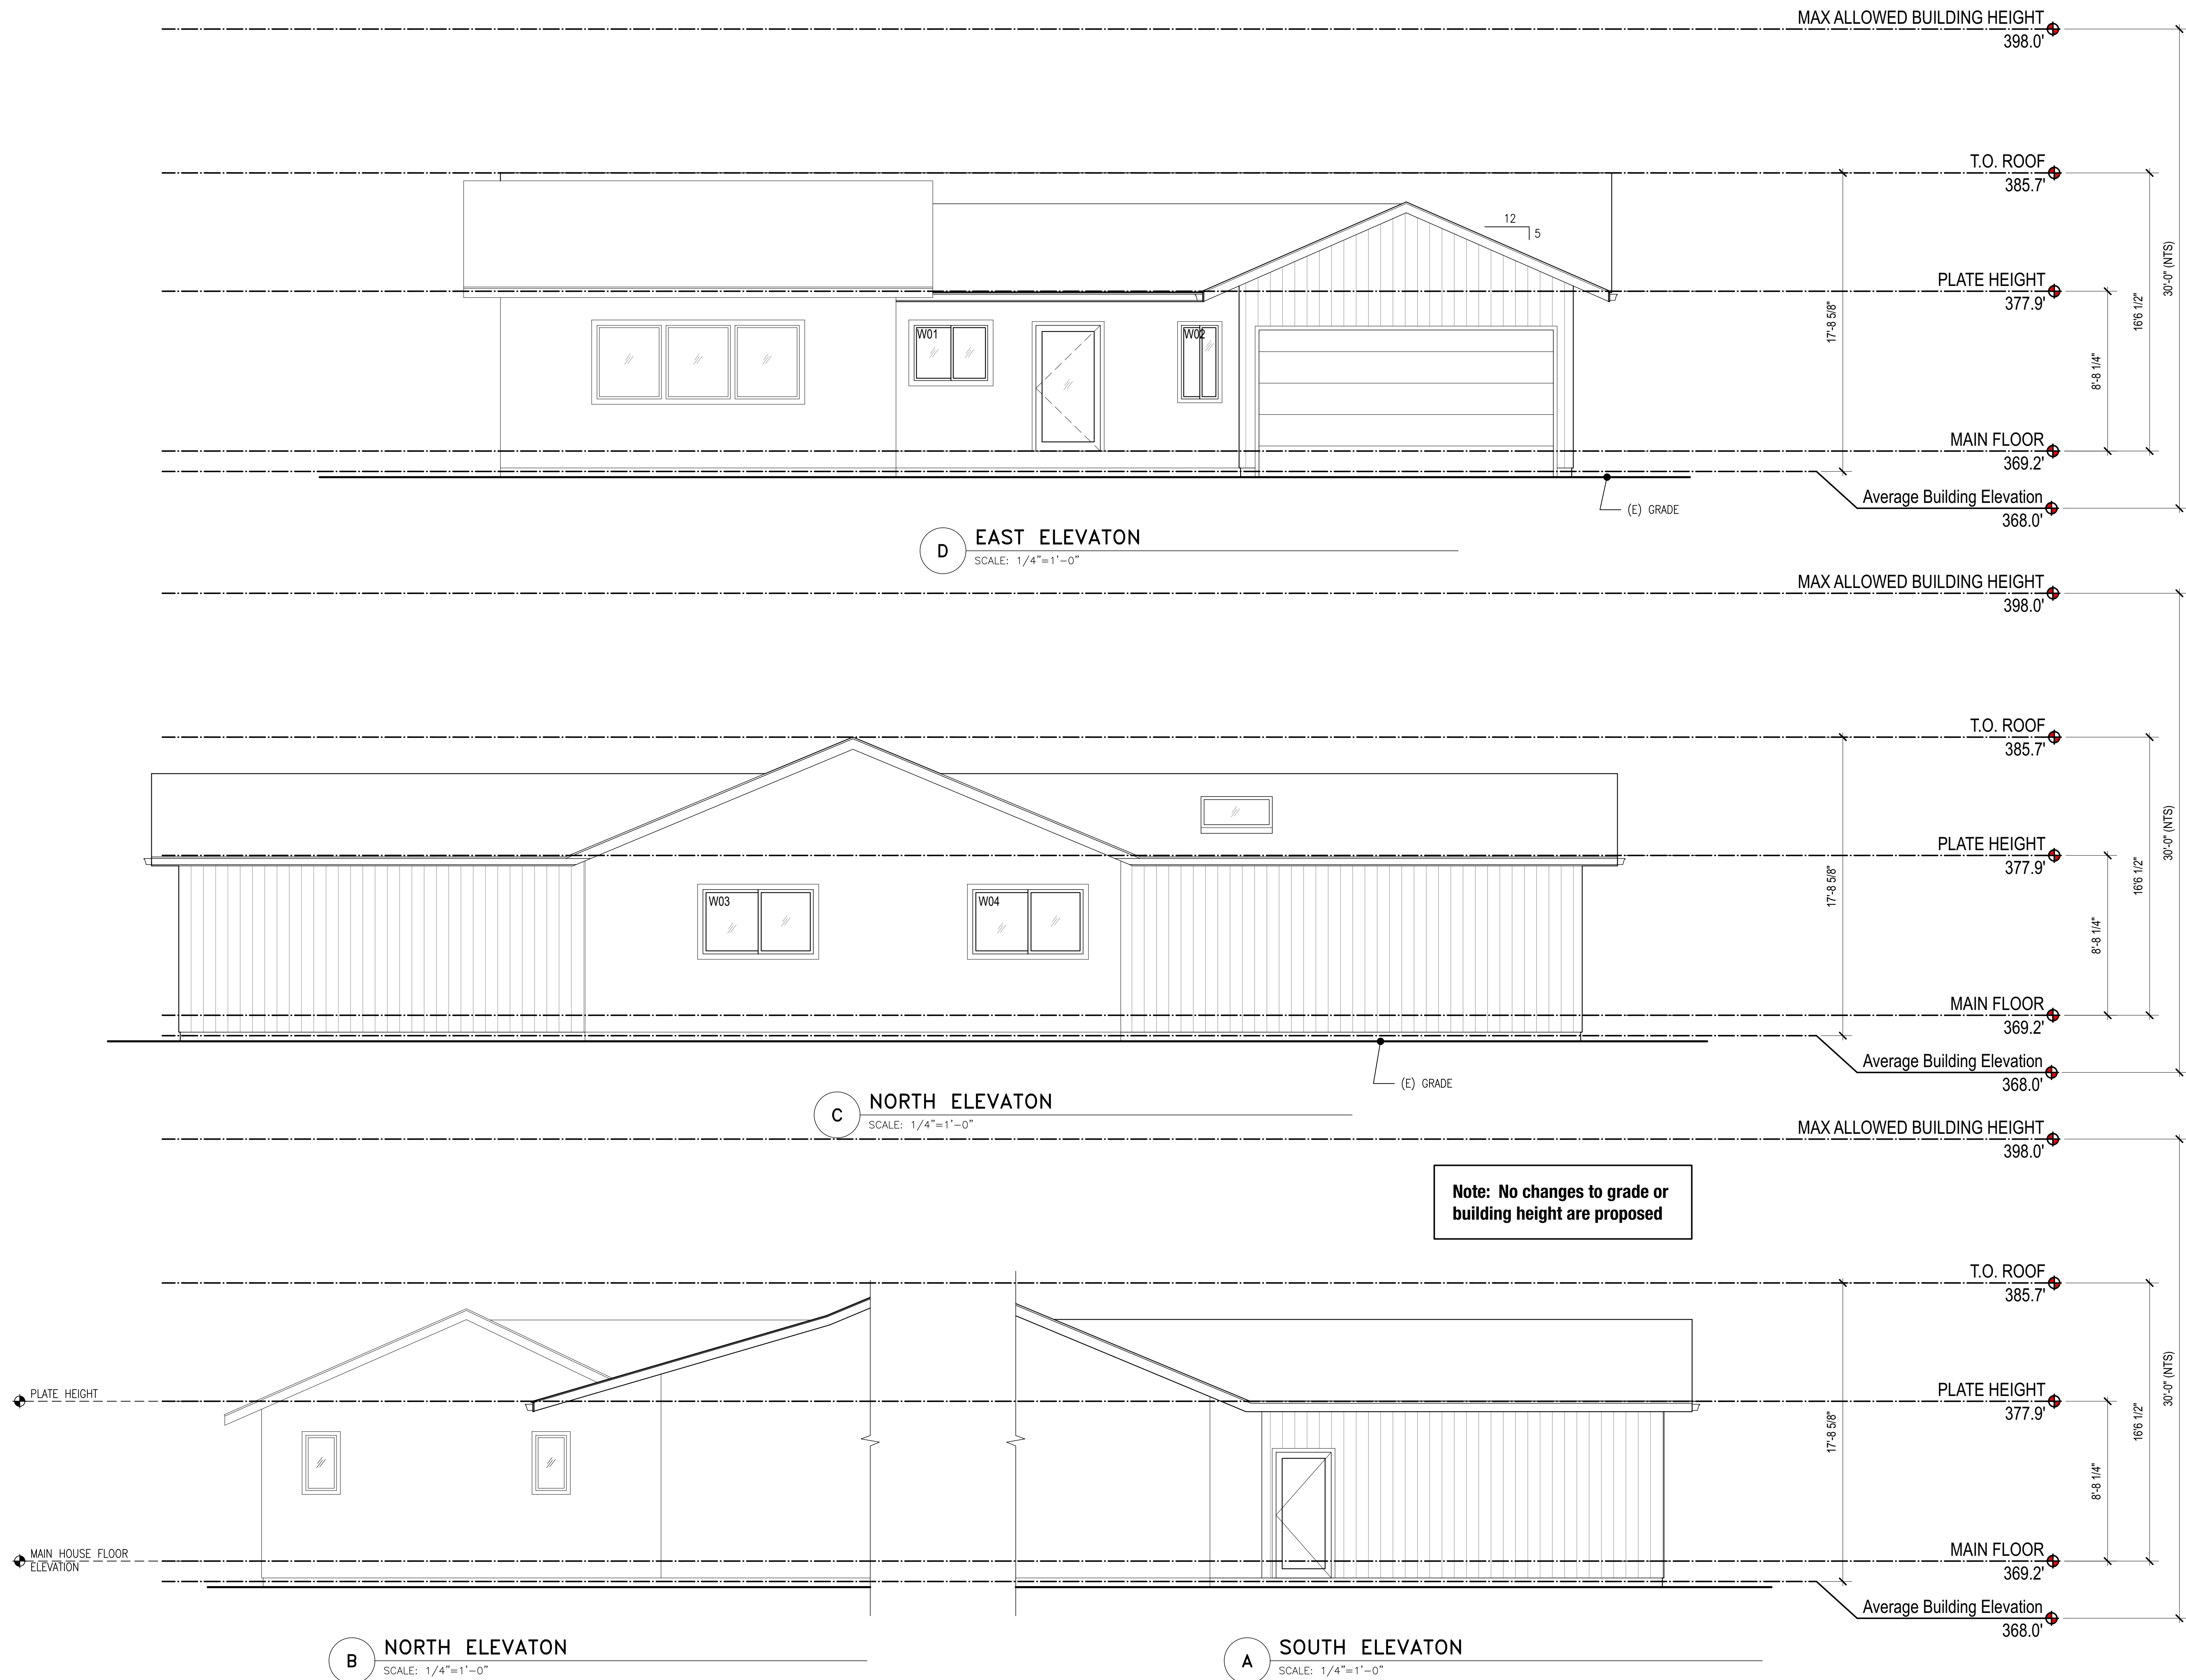 MAX ALLOWED BUILDING HEIGHT
398.0'
T.O. ROOF
385.7'
12
5
PLATE HEIGHT
377.9'
30'-0" (NTS)
16'6 1/2"
17'-8 5/8"
8'-8 1/4"
W01
W02
MAIN FLOOR
369.2'
Average Building Elevation
368.0'
(E) GRADE
D
EAST ELEVATON
SCALE: 1/4"=1'-0"
MAX ALLOWED BUILDING HEIGHT
398.0'
T.O. ROOF
385.7'
PLATE HEIGHT
377.9'
30'-0" (NTS)
16'6 1/2"
17'-8 5/8"
8'-8 1/4"
W03
W04
MAIN FLOOR
369.2'
Average Building Elevation
368.0'
(E) GRADE
C
NORTH ELEVATON
SCALE: 1/4"=1'-0"
MAX ALLOWED BUILDING HEIGHT
398.0'
Note: No changes to grade or
building height are proposed
T.O. ROOF
385.7'
PLATE HEIGHT
PLATE HEIGHT
377.9'
30'-0" (NTS)
16'6 1/2"
17'-8 5/8"
8'-8 1/4"
MAIN HOUSE FLOOR
ELEVATION
MAIN FLOOR
369.2'
Average Building Elevation
368.0'
B
NORTH ELEVATON
SCALE: 1/4"=1'-0"
A
SOUTH ELEVATON
SCALE: 1/4"=1'-0"